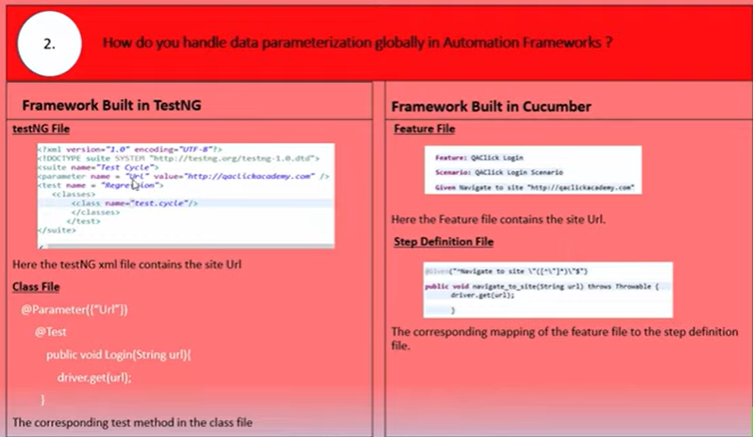 2.
How do you handle data parameterization globally in Automation Frameworks ?
Framework Built in TestNG
testNG File
<?xml version="1.0" encoding="UTF-8"?>
<!DOCTYPE suite SYSTEM "http://testng.org/testng-1.0.dtd">
<suite name="Test Cycle">
<parameter name = "Url" value="http://qaclickacademy.com" />
<test name = "Regression">
<classes>
<class name="test.cycle"/>
</classes>
</test>
</suite>
Here the testNG xml file contains the site Url
Class File
@Parameter({"Url"})
@Test
public void Login(String url){
driver.get(url);
}
The corresponding test method in the class file
Framework Built in Cucumber
Feature File
Feature: QAClick Login
Scenario: QAClick Login Scenario
Given Navigate to site "http://qaclickacademy.com"
Here the Feature file contains the site Url.
Step Definition File
@Given("^Navigate to site \"([^\"]*)\"$")
public void navigate_to_site(String url) throws Throwable {
driver.get(url);
}
The corresponding mapping of the feature file to the step definition
file.